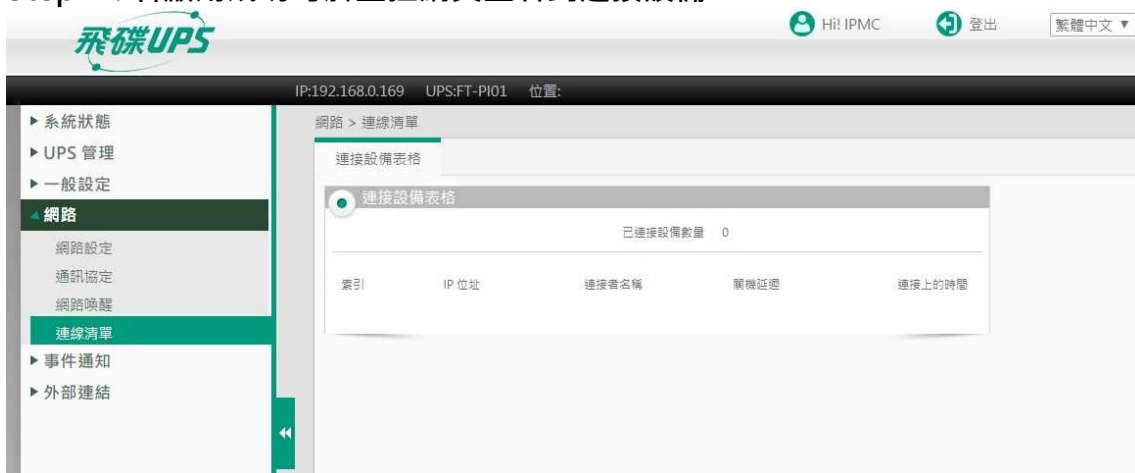 飛碟UPS
Hi! IPMC
登出
繁體中文 ▼
IP:192.168.0.169 UPS:FT-PI01 位置:
系統狀態
UPS 管理
一般設定
網路
網路設定
通訊協定
網路喚醒
連線清單
事件通知
外部連結
網路 > 連線清單
連接設備表格
連接設備表格
已連接設備數量 0
索引 IP 位址 連接者名稱 關機延遲 連接上的時間